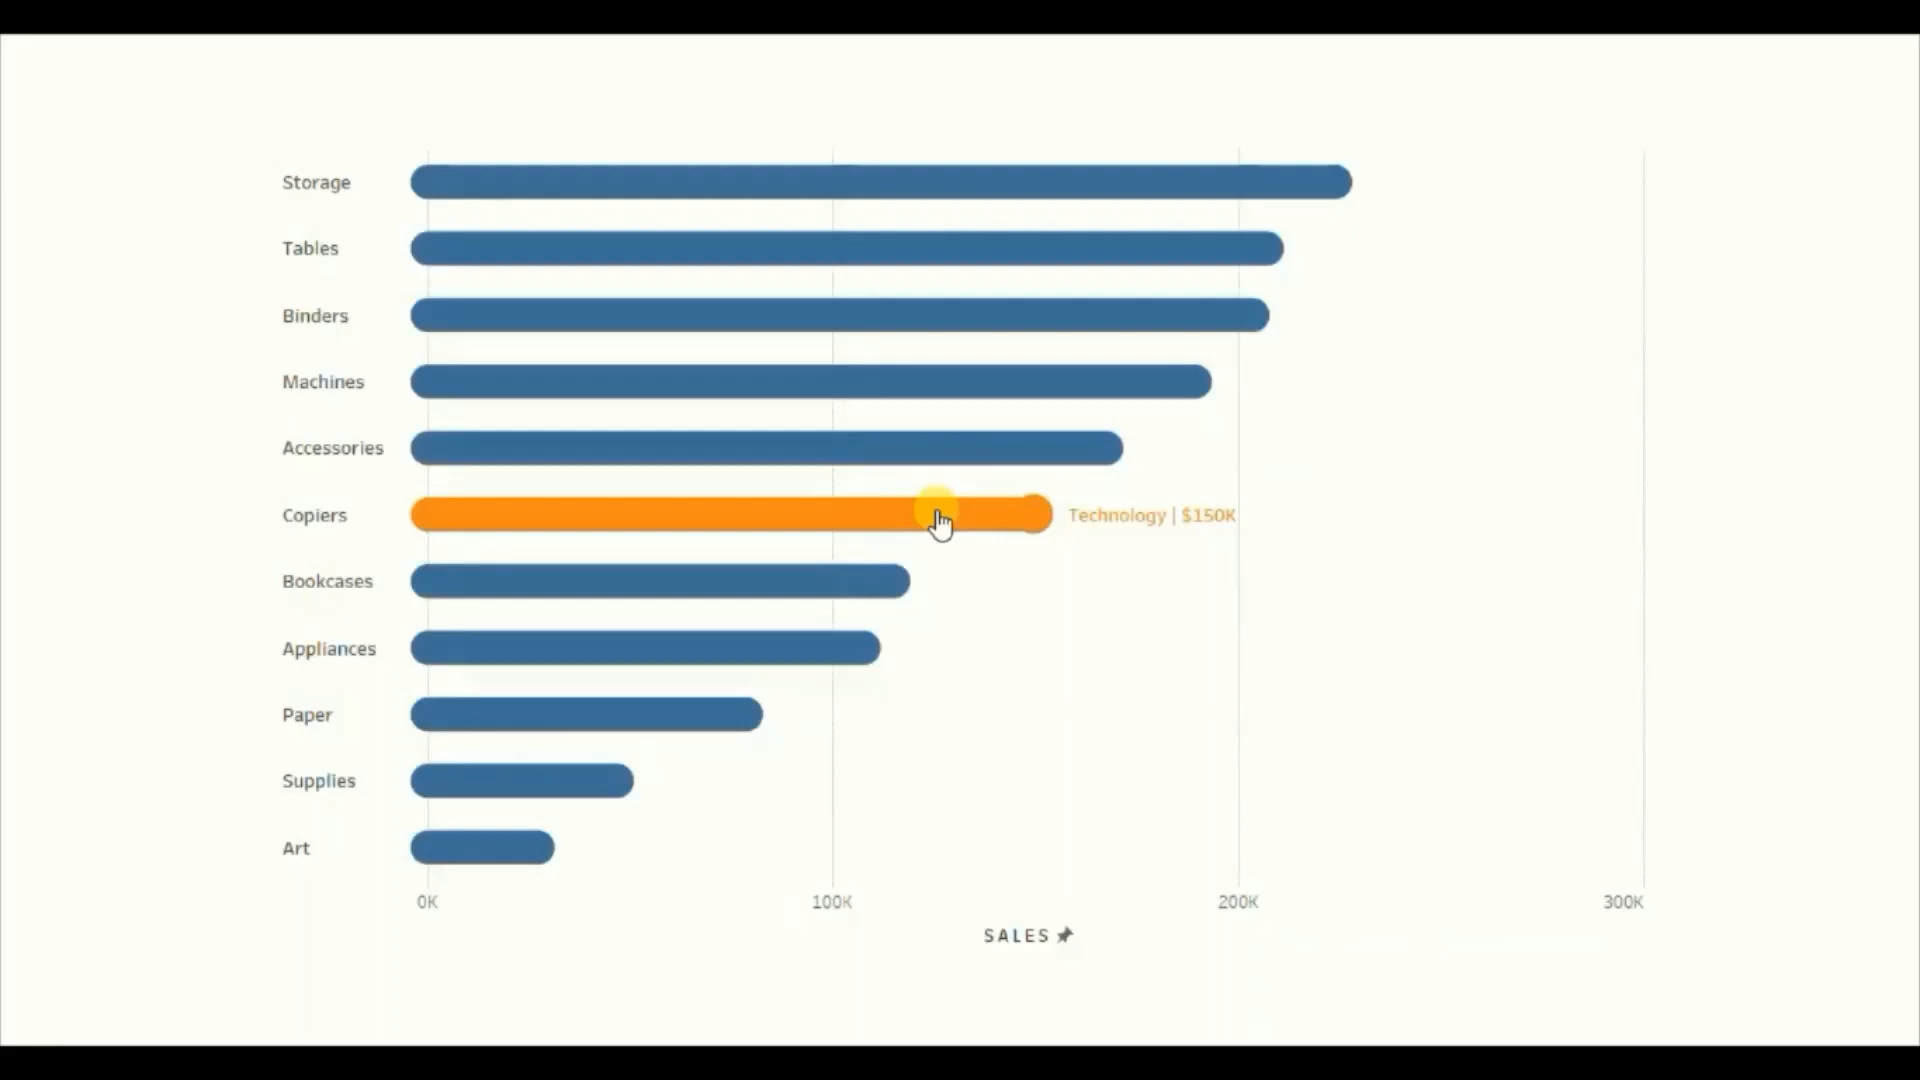 Storage
Tables
Binders
Machines
Accessories
Copiers Technology | $150K
Bookcases
Appliances
Paper
Supplies
Art
0K 100K 200K 300K
SALES